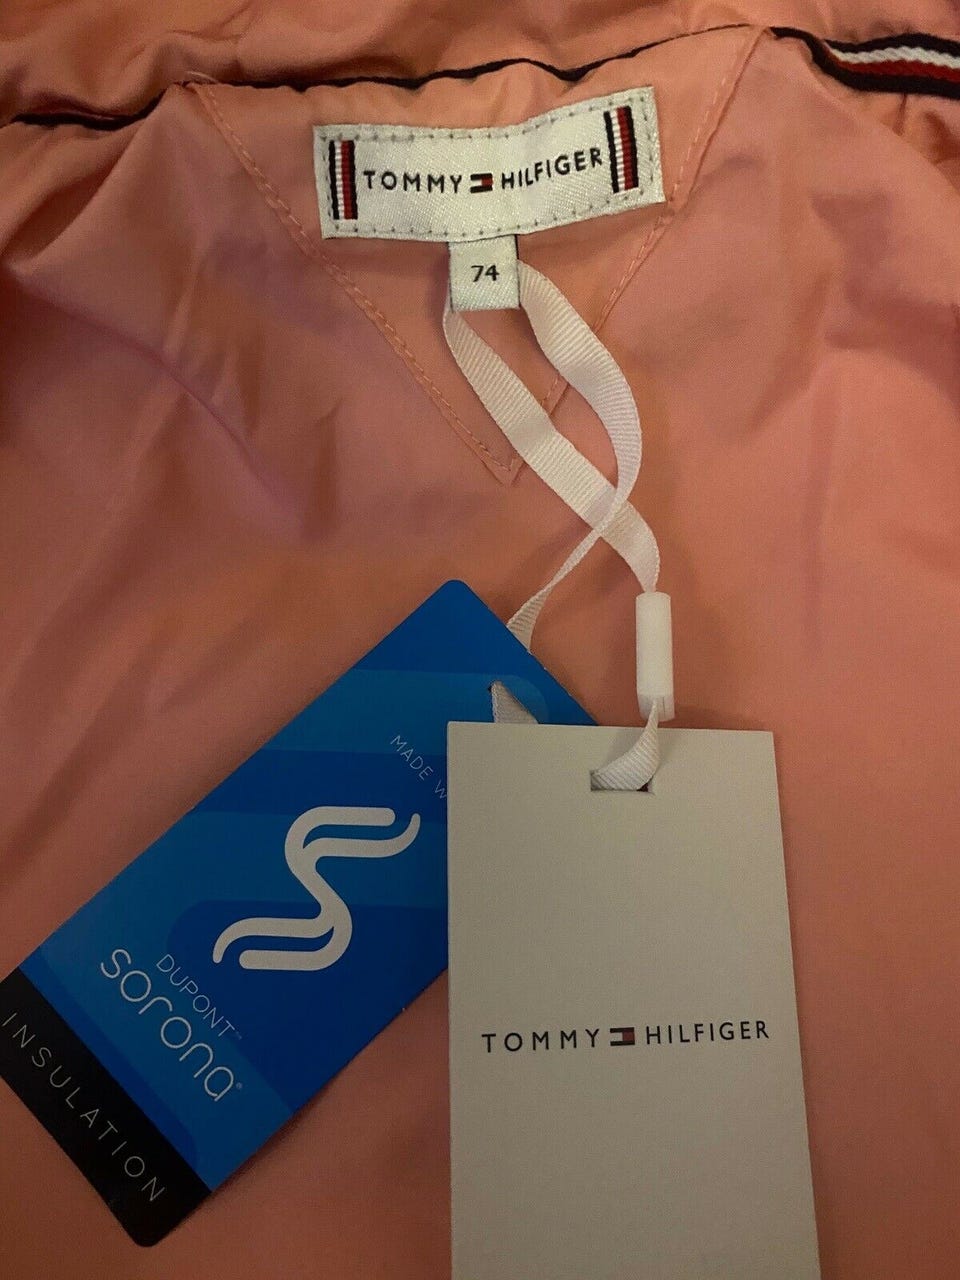 TOMMY HILFIGER
74
MADE
DUPONT™
sorona®
INSULATION
TOMMY HILFIGER